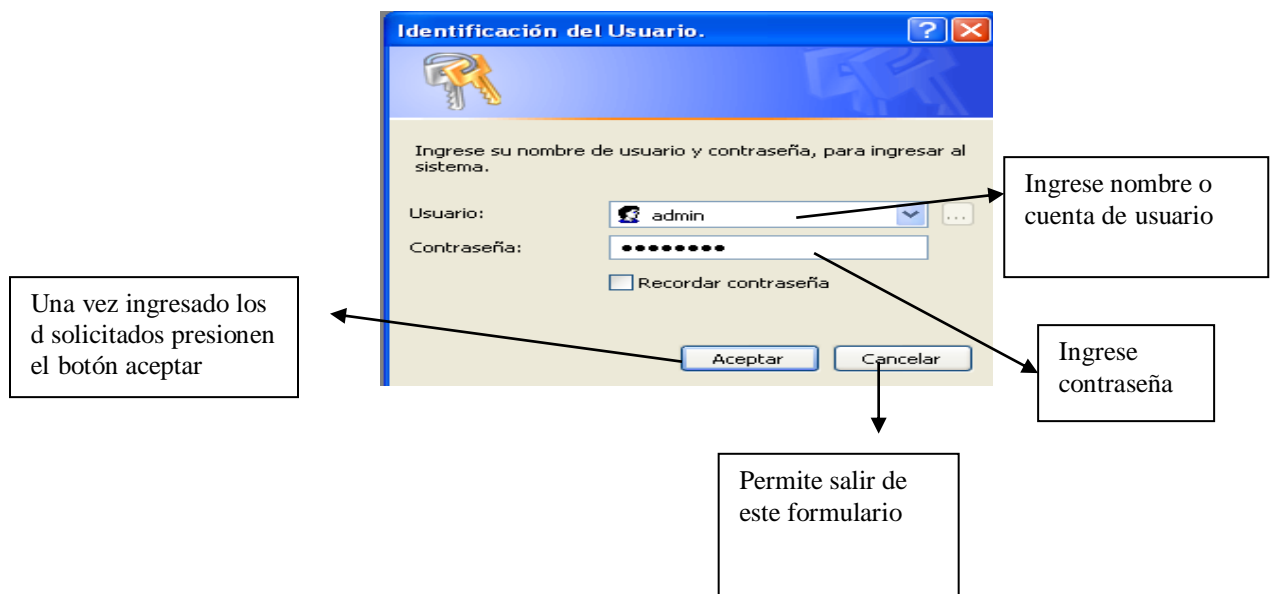 Identificación del Usuario.
Ingrese su nombre de usuario y contraseña, para ingresar al
sistema.
Usuario:
admin
...
Contraseña:
Recordar contraseña
Aceptar
Cancelar
Ingrese nombre o
cuenta de usuario
Una vez ingresado los
d solicitados presionen
el botón aceptar
Ingrese
contraseña
Permite salir de
este formulario